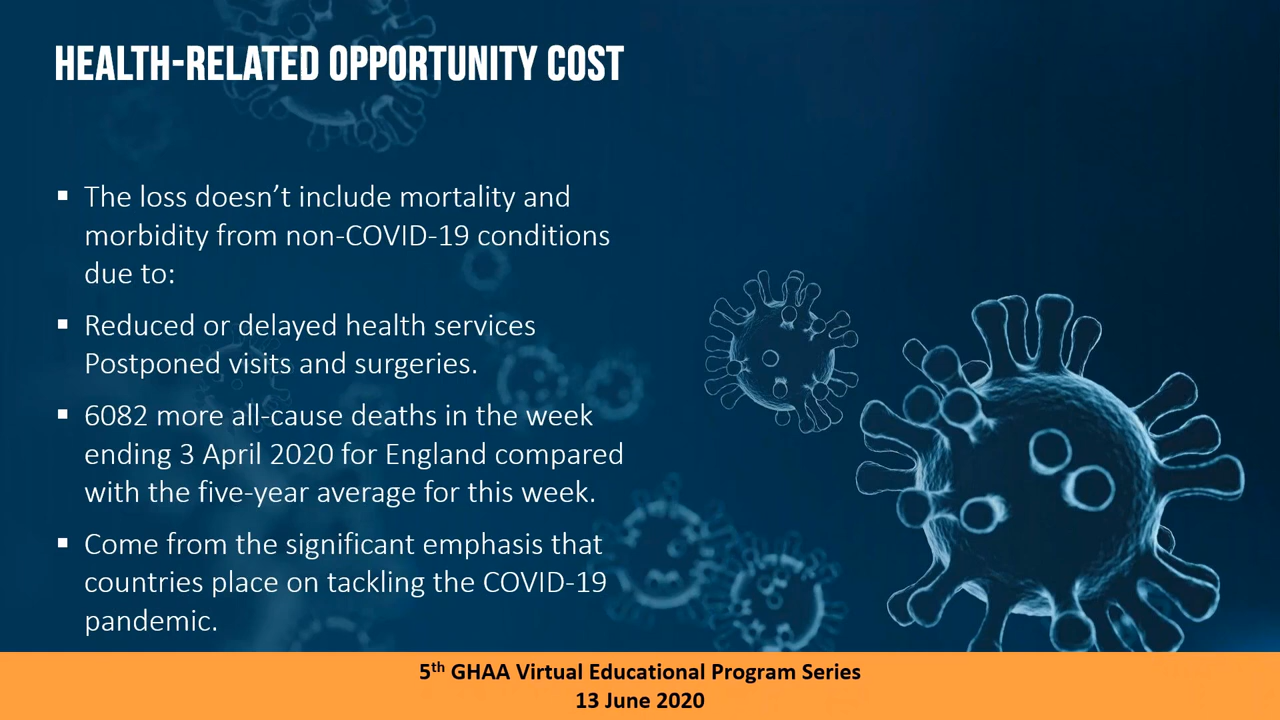 HEALTH-RELATED OPPORTUNITY COST
▪ The loss doesn’t include mortality and
morbidity from non-COVID-19 conditions
due to:
▪ Reduced or delayed health services
Postponed visits and surgeries.
▪ 6082 more all-cause deaths in the week
ending 3 April 2020 for England compared
with the five-year average for this week.
▪ Come from the significant emphasis that
countries place on tackling the COVID-19
pandemic.
5th GHAA Virtual Educational Program Series
13 June 2020